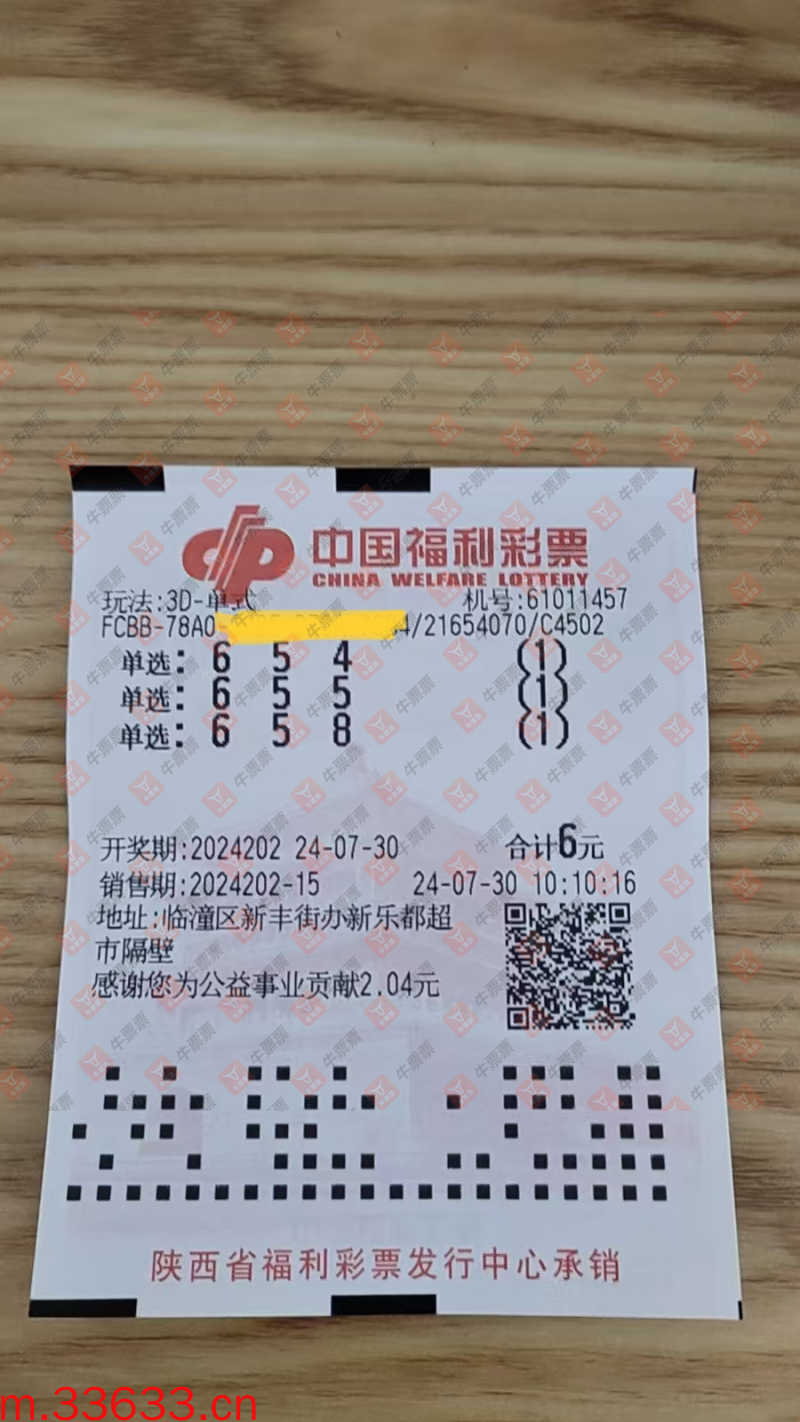 中国福利彩票
CHINA WELFARE LOTTERY
玩法:3D-单式 机号:61011457
FCBB-78A0- 4/21654070/C4502
单选: 6 5 4 (1)
单选: 6 5 5 (1)
单选: 6 5 8 (1)
开奖期:2024202 24-07-30 合计6元
销售期:2024202-15 24-07-30 10:10:16
地址:临潼区新丰街办新乐都超
市隔壁
感谢您为公益事业贡献2.04元
陕西省福利彩票发行中心承销
m.33633.cn
牛票票